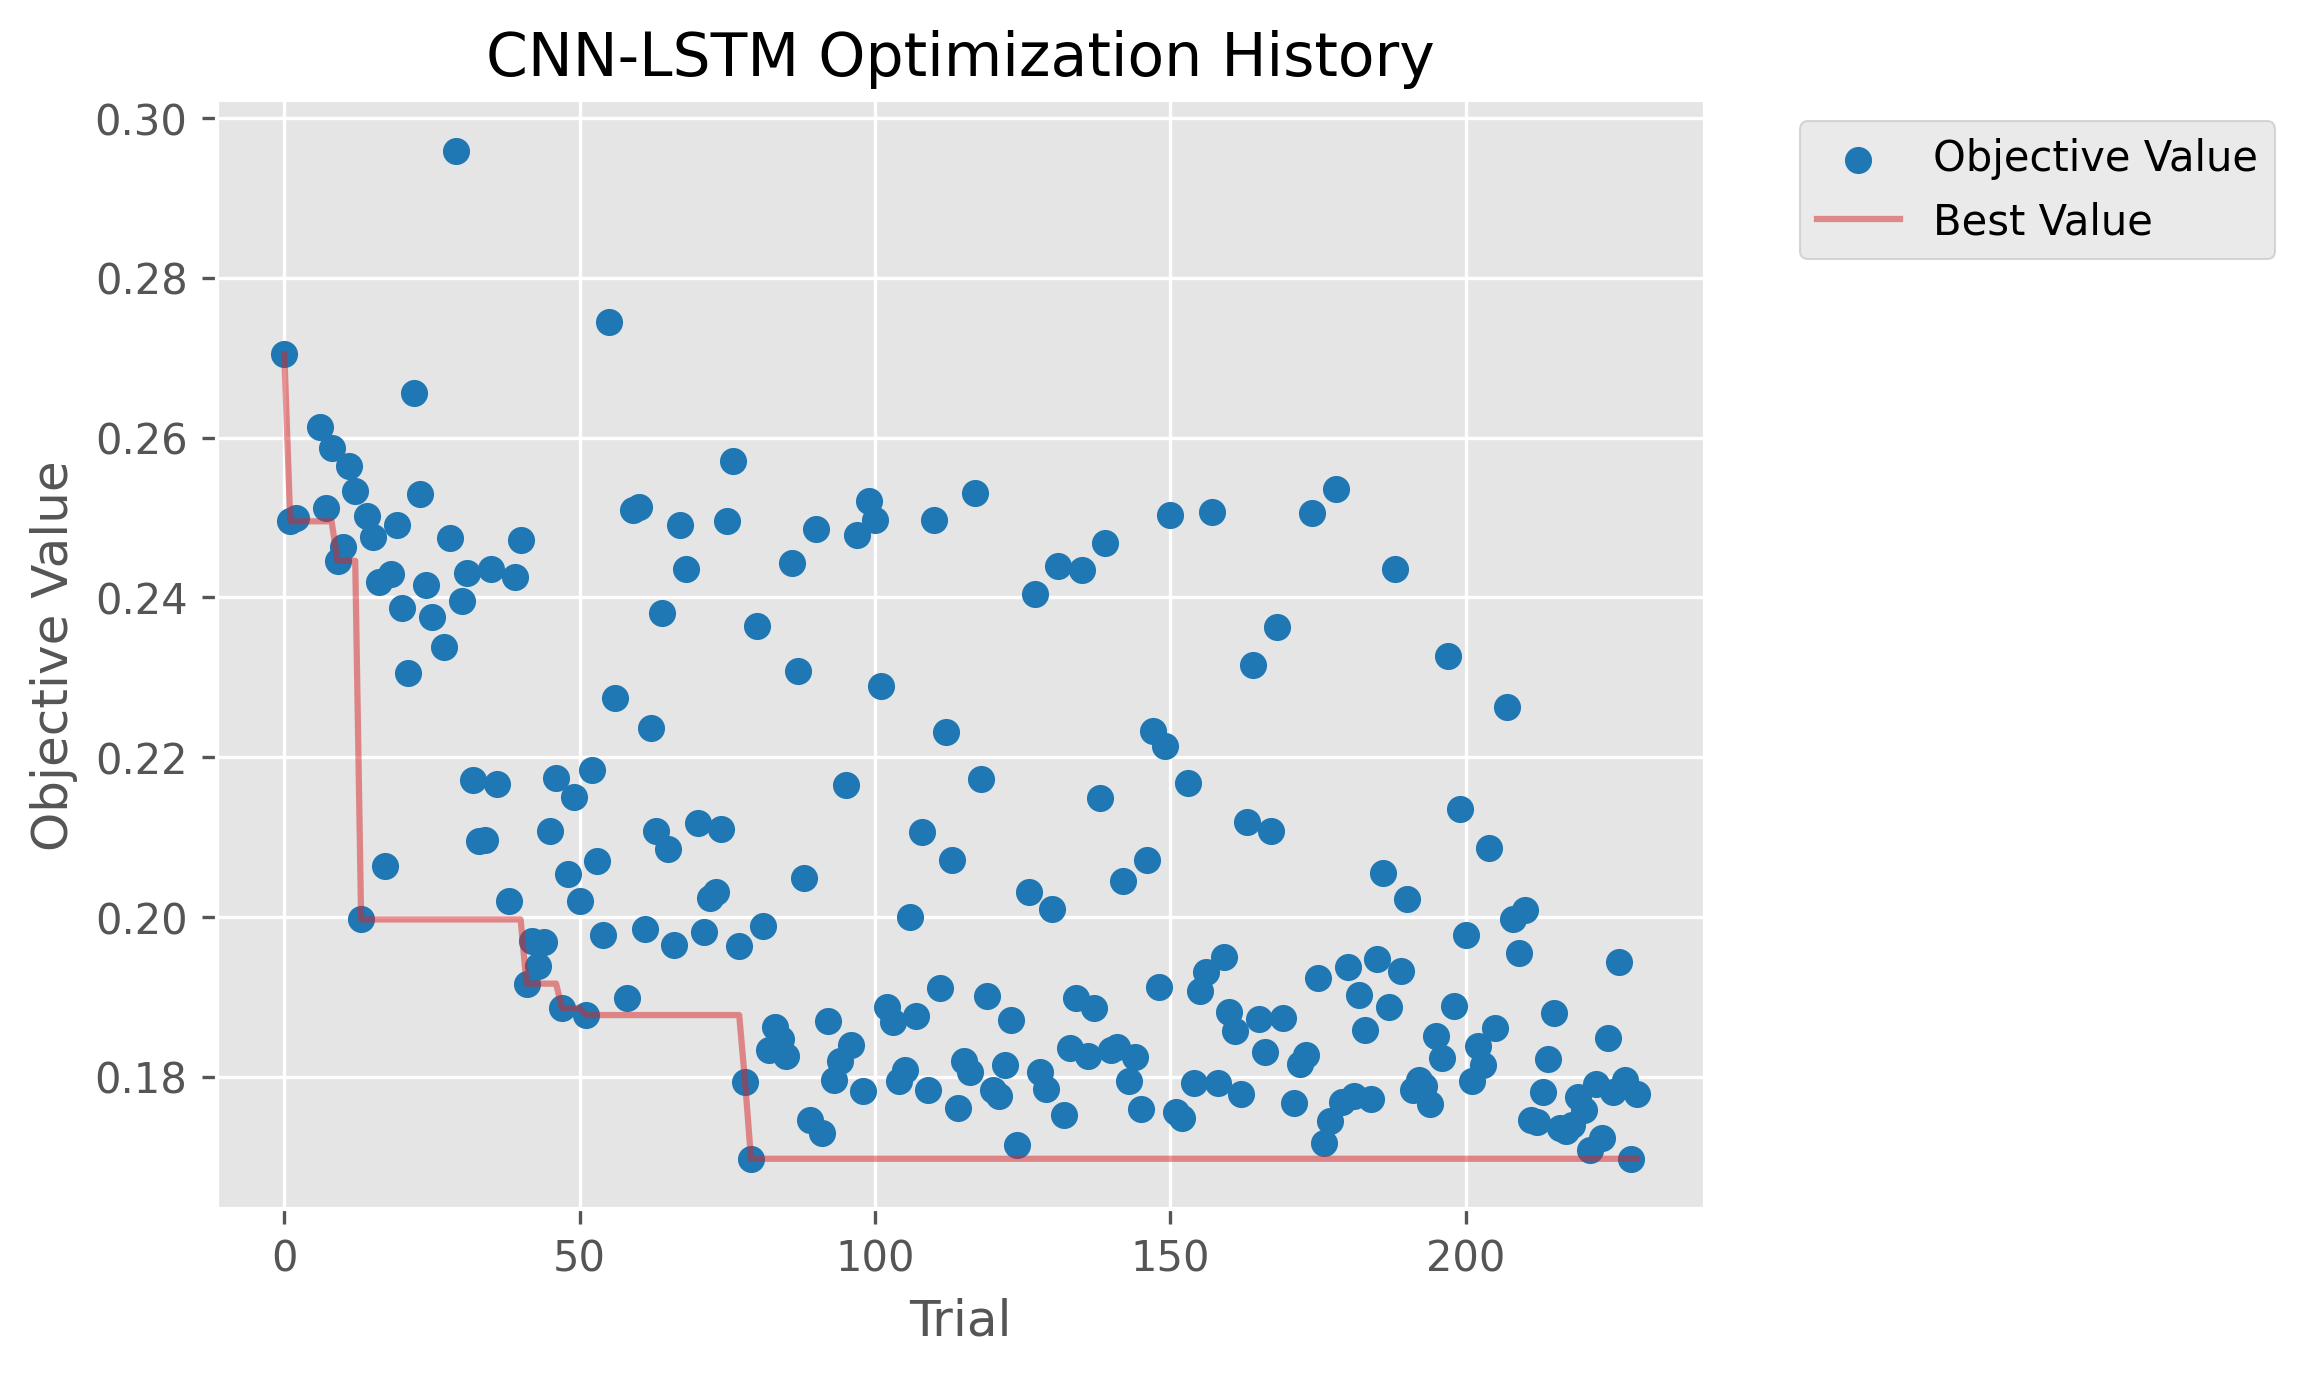 CNN-LSTM Optimization History
Objective Value
Best Value
0.30
0.28
0.26
0.24
0.22
0.20
0.18
Objective Value
0 50 100 150 200
Trial